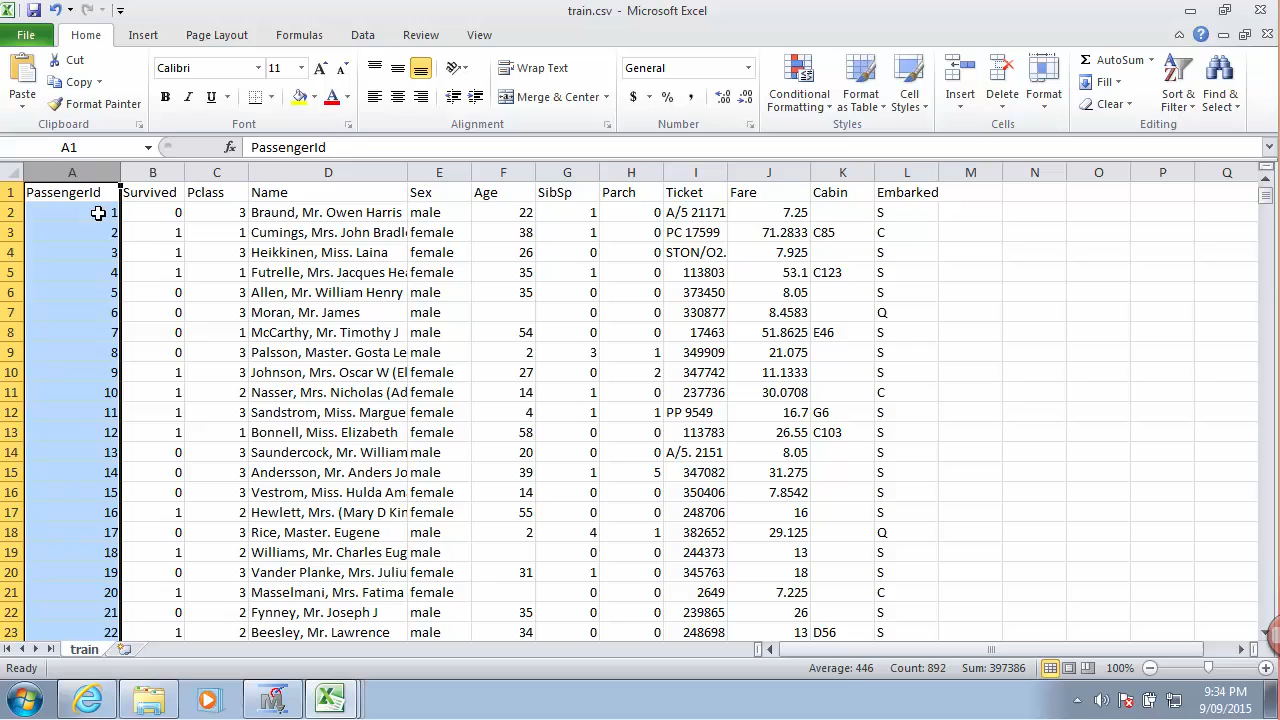 train.csv - Microsoft Excel
File Home Insert Page Layout Formulas Data Review View
Paste Cut Copy Format Painter Clipboard
Calibri 11 B I U A Font
Wrap Text Merge & Center Alignment
General $ % , Number
Conditional Formatting Format as Table Cell Styles Styles
Insert Delete Format Cells
AutoSum Fill Clear Sort & Filter Find & Select Editing
A1 fx PassengerId
A B C D E F G H I J K L M N O P Q
1 PassengerId Survived Pclass Name Sex Age SibSp Parch Ticket Fare Cabin Embarked
2 1 0 3 Braund, Mr. Owen Harris male 22 1 0 A/5 21171 7.25 S
3 2 1 1 Cumings, Mrs. John Bradl female 38 1 0 PC 17599 71.2833 C85 C
4 3 1 3 Heikkinen, Miss. Laina female 26 0 0 STON/O2. 7.925 S
5 4 1 1 Futrelle, Mrs. Jacques Hea female 35 1 0 113803 53.1 C123 S
6 5 0 3 Allen, Mr. William Henry male 35 0 0 373450 8.05 S
7 6 0 3 Moran, Mr. James male 0 0 330877 8.4583 Q
8 7 0 1 McCarthy, Mr. Timothy J male 54 0 0 17463 51.8625 E46 S
9 8 0 3 Palsson, Master. Gosta Le male 2 3 1 349909 21.075 S
10 9 1 3 Johnson, Mrs. Oscar W (El female 27 0 2 347742 11.1333 S
11 10 1 2 Nasser, Mrs. Nicholas (Ad female 14 1 0 237736 30.0708 C
12 11 1 3 Sandstrom, Miss. Margue female 4 1 1 PP 9549 16.7 G6 S
13 12 1 1 Bonnell, Miss. Elizabeth female 58 0 0 113783 26.55 C103 S
14 13 0 3 Saundercock, Mr. William male 20 0 0 A/5. 2151 8.05 S
15 14 0 3 Andersson, Mr. Anders Jo male 39 1 5 347082 31.275 S
16 15 0 3 Vestrom, Miss. Hulda Ama female 14 0 0 350406 7.8542 S
17 16 1 2 Hewlett, Mrs. (Mary D Kin female 55 0 0 248706 16 S
18 17 0 3 Rice, Master. Eugene male 2 4 1 382652 29.125 Q
19 18 1 2 Williams, Mr. Charles Eug male 0 0 244373 13 S
20 19 0 3 Vander Planke, Mrs. Juliu female 31 1 0 345763 18 S
21 20 1 3 Masselmani, Mrs. Fatima female 0 0 2649 7.225 C
22 21 0 2 Fynney, Mr. Joseph J male 35 0 0 239865 26 S
23 22 1 2 Beesley, Mr. Lawrence male 34 0 0 248698 13 D56 S
train
Ready Average: 446 Count: 892 Sum: 397386 100%
9:34 PM
9/09/2015